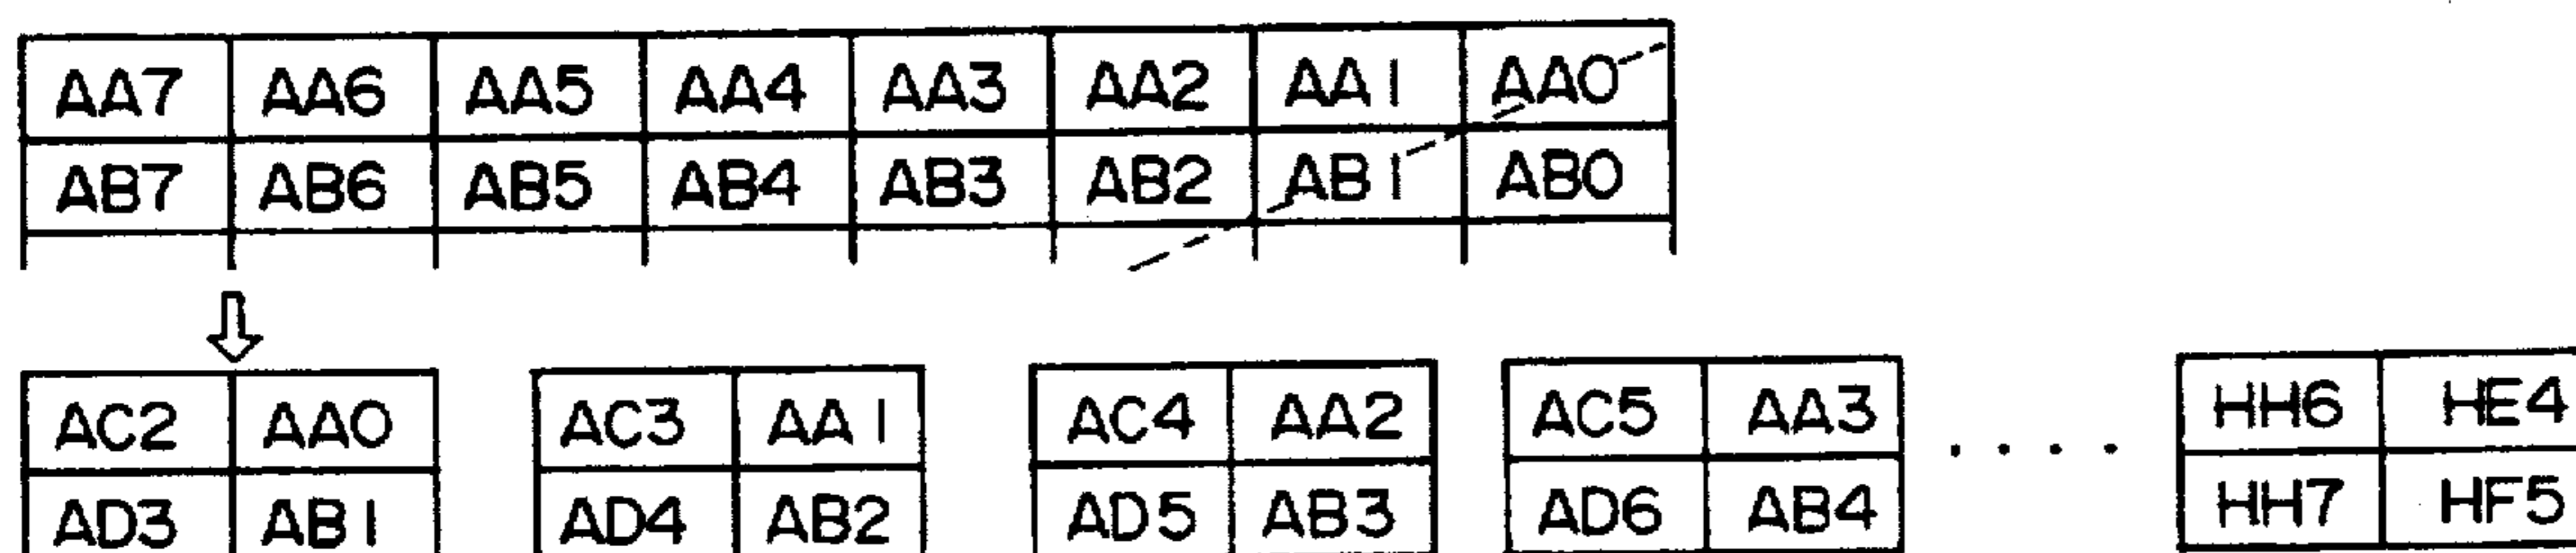 AA7 AA6 AA5 AA4 AA3 AA2 AA1 AA0
AB7 AB6 AB5 AB4 AB3 AB2 AB1 AB0
AC2 AA0 AC3 AA1 AC4 AA2 AC5 AA3 . . . . HH6 HE4
AD3 AB1 AD4 AB2 AD5 AB3 AD6 AB4 HH7 HF5